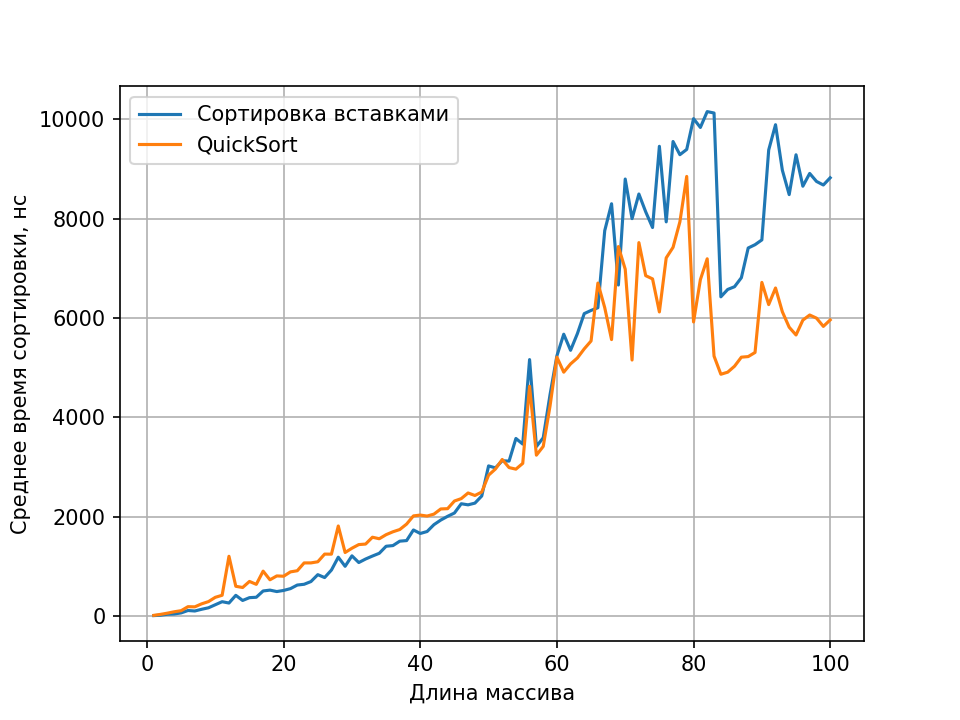 Сортировка вставками
QuickSort
10000
8000
6000
4000
2000
0
Среднее время сортировки, нс
0 20 40 60 80 100
Длина массива